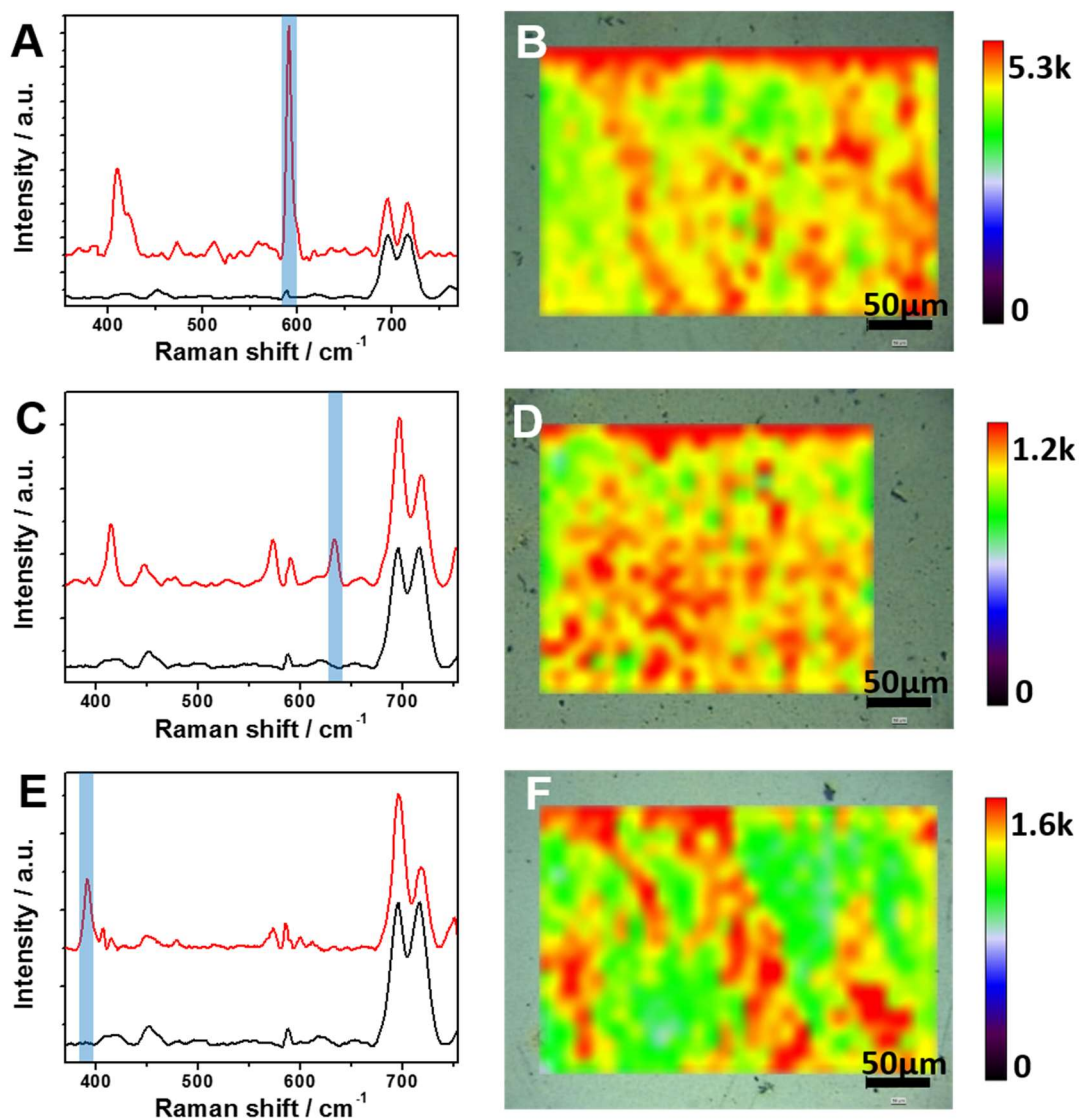 A
Intensity / a.u.
400 500 600 700
Raman shift / cm-1
B
50μm
5.3k
0
C
Intensity / a.u.
400 500 600 700
Raman shift / cm-1
D
50μm
1.2k
0
E
Intensity / a.u.
400 500 600 700
Raman shift / cm-1
F
50μm
1.6k
0